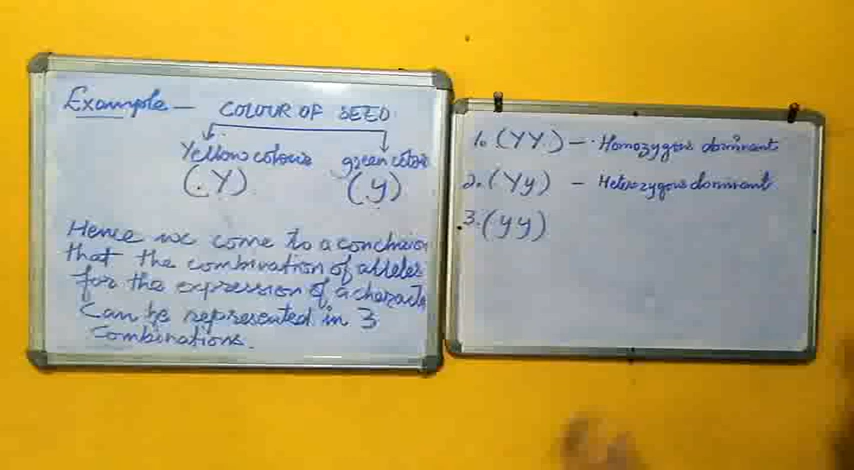 Example – COLOUR OF SEED
Yellow colour green colour
(Y) (y)
Hence we come to a conclusion
that the combination of alleles
for the expression of a character
can be represented in 3
combinations.
1. (YY) – Homozygous dominant
2. (Yy) – Heterozygous dominant
3. (yy)